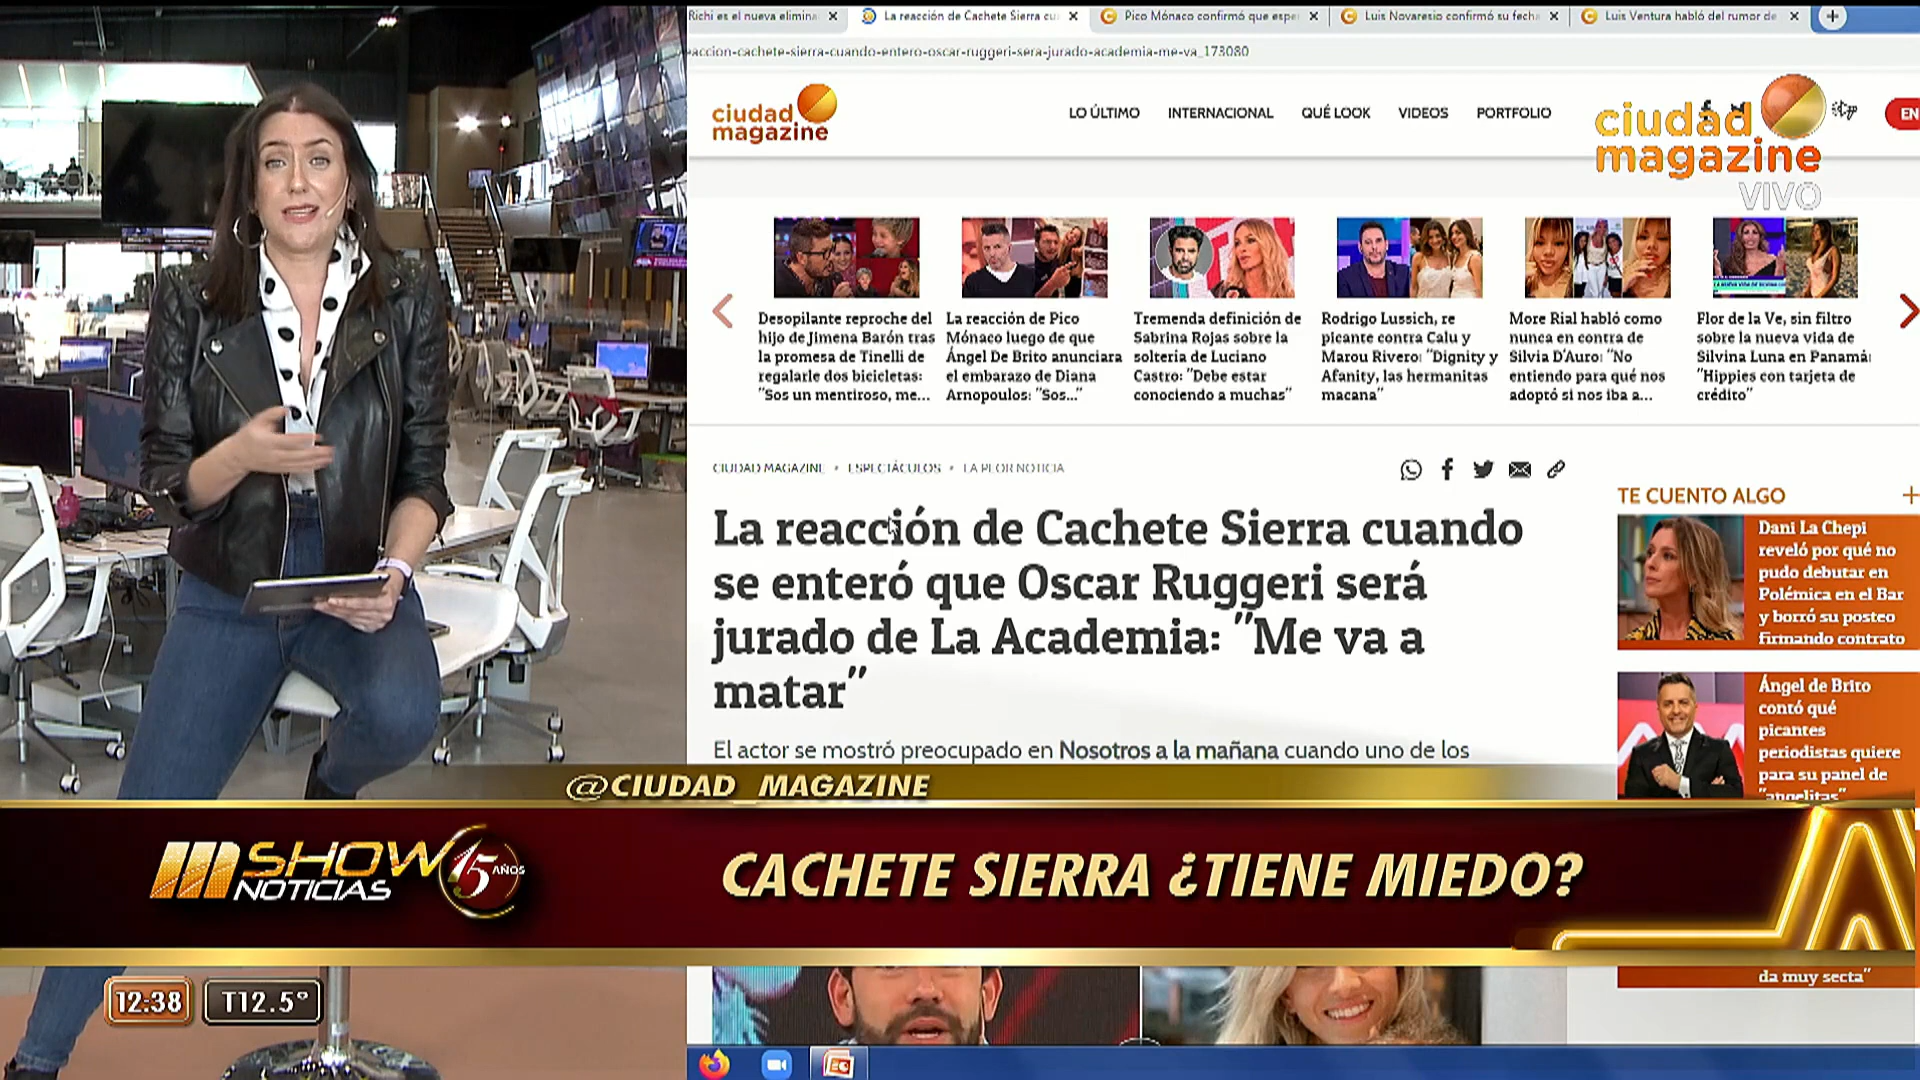 Richi es el nueva elimina
La reacción de Cachete Sierra cu
Pico Mónaco confirmó que espe
Luis Novaresio confirmó su fech
Luis Ventura habló del rumor de
eaccion-cachete-sierra-cuando-entero-oscar-ruggeri-sera-jurado-academia-me-va_173080
ciudad
magazine
LO ÚLTIMO
INTERNACIONAL
QUÉ LOOK
VIDEOS
PORTFOLIO
EN
ciudad
magazine
VIVO
Desopilante reproche del
hijo de Jimena Barón tras
la promesa de Tinelli de
regalarle dos bicicletas:
"Sos un mentiroso, me...
La reacción de Pico
Mónaco luego de que
Ángel De Brito anunciara
el embarazo de Diana
Arnopoulos: "Sos..."
Tremenda definición de
Sabrina Rojas sobre la
soltería de Luciano
Castro: "Debe estar
conociendo a muchas"
Rodrigo Lussich, re
picante contra Calu y
Marou Rivero: "Dignity y
Afanity, las hermanitas
macana"
More Rial habló como
nunca en contra de
Silvia D'Auro: "No
entiendo para qué nos
adoptó si nos iba a...
Flor de la Ve, sin filtro
sobre la nueva vida de
Silvina Luna en Panamá:
"Hippies con tarjeta de
crédito"
CIUDAD MAGAZINE • ESPECTÁCULOS • LA PEOR NOTICIA
La reacción de Cachete Sierra cuando
se enteró que Oscar Ruggeri será
jurado de La Academia: "Me va a
matar"
El actor se mostró preocupado en Nosotros a la mañana cuando uno de los
TE CUENTO ALGO
Dani La Chepi
reveló por qué no
pudo debutar en
Polémica en el Bar
y borró su posteo
firmando contrato
Ángel de Brito
contó qué
picantes
periodistas quiere
para su panel de
"angelitas"
da muy secta"
@CIUDAD_MAGAZINE
SHOW
NOTICIAS
15
AÑOS
CACHETE SIERRA ¿TIENE MIEDO?
12:38
T12.5°